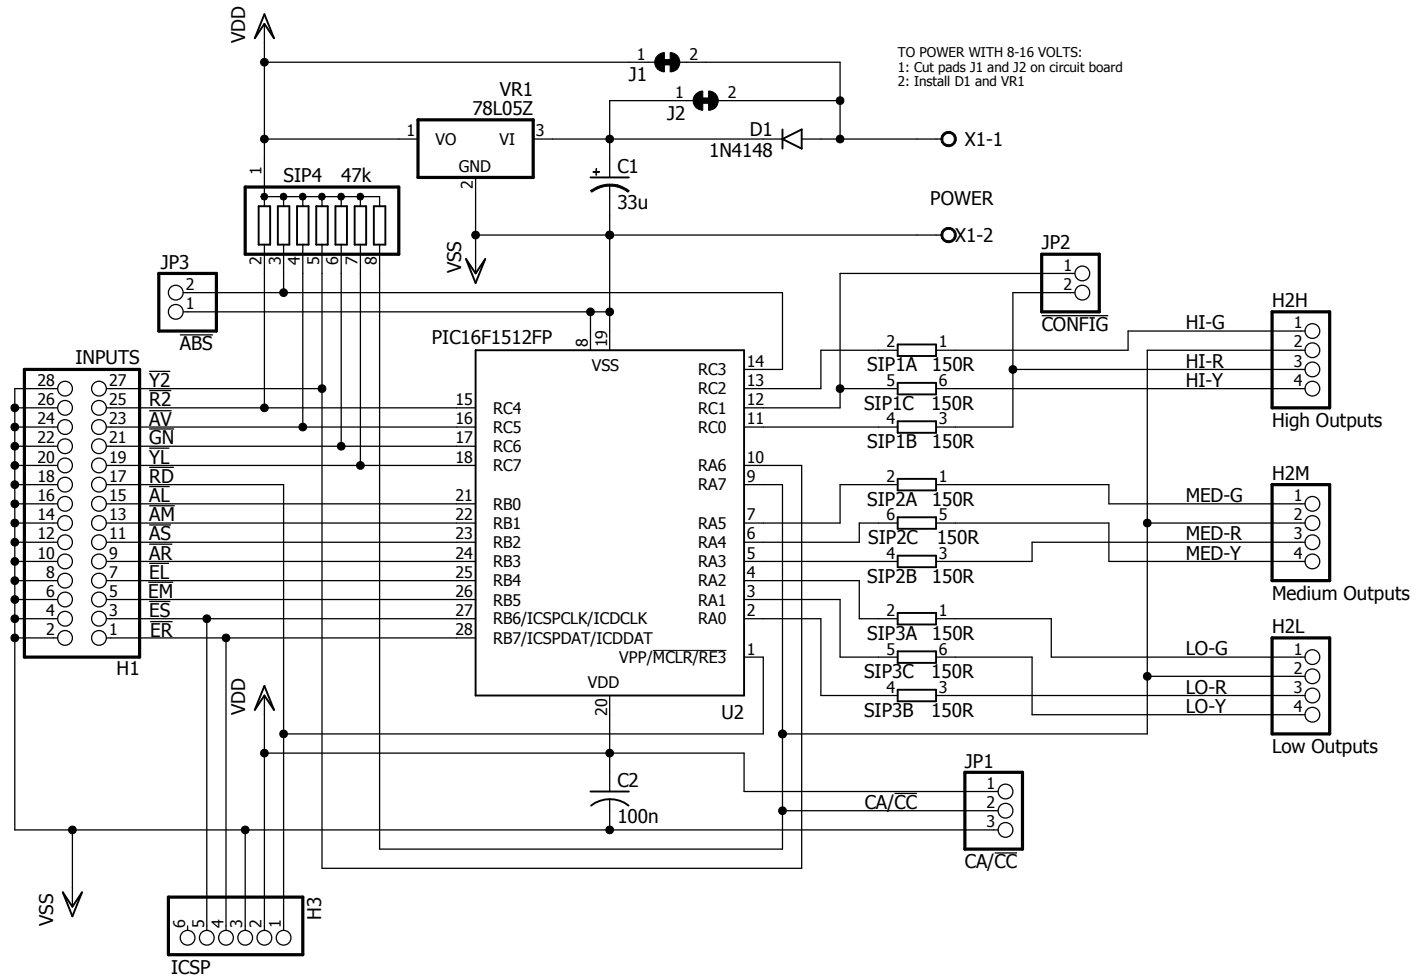 VDD
1 2
J1
TO POWER WITH 8-16 VOLTS:
1: Cut pads J1 and J2 on circuit board
2: Install D1 and VR1
1 2
J2
VR1
78L05Z
1 VO VI 3
GND
2
D1
1N4148
X1-1
POWER
X1-2
+ C1
33u
VSS
1
SIP4 47k
2 3 4 5 6 7 8
JP3
2
1
ABS
JP2
1
2
CONFIG
INPUTS
28 27 Y2
26 25 R2
24 23 AV
22 21 GN
20 19 YL
18 17 RD
16 15 AL
14 13 AM
12 11 AS
10 9 AR
8 7 EL
6 5 EM
4 3 ES
2 1 ER
H1
PIC16F1512FP
8 19
VSS
15 RC4
16 RC5
17 RC6
18 RC7
21 RB0
22 RB1
23 RB2
24 RB3
25 RB4
26 RB5
27 RB6/ICSPCLK/ICDCLK
28 RB7/ICSPDAT/ICDDAT
RC3 14
RC2 13
RC1 12
RC0 11
RA6 10
RA7 9
RA5 7
RA4 6
RA3 5
RA2 4
RA1 3
RA0 2
VPP/MCLR/RE3 1
VDD
20
U2
2 1
SIP1A 150R
5 6
SIP1C 150R
4 3
SIP1B 150R
2 1
SIP2A 150R
6 5
SIP2C 150R
4 3
SIP2B 150R
2 1
SIP3A 150R
5 6
SIP3C 150R
4 3
SIP3B 150R
H2H
HI-G 1
2
HI-R 3
HI-Y 4
High Outputs
H2M
MED-G 1
2
MED-R 3
MED-Y 4
Medium Outputs
H2L
LO-G 1
2
LO-R 3
LO-Y 4
Low Outputs
VDD
C2
100n
JP1
1
CA/CC 2
3
CA/CC
VSS
6 5 4 3 2 1
H3
ICSP